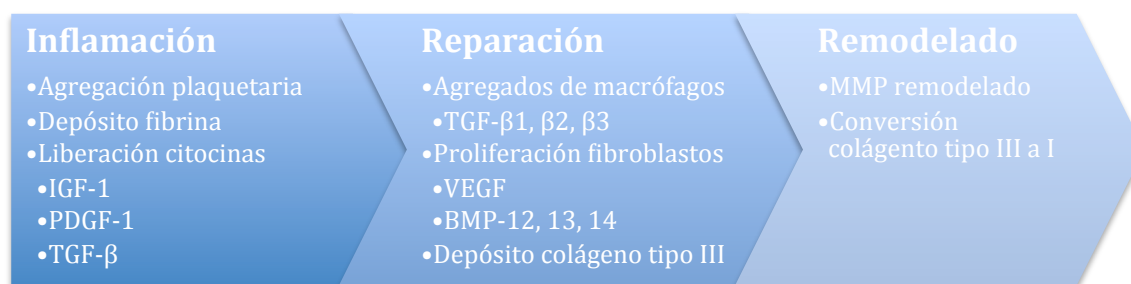 Inflamación
•Agregación plaquetaria
•Depósito fibrina
•Liberación citocinas
•IGF-1
•PDGF-1
•TGF-β
Reparación
•Agregados de macrófagos
•TGF-β1, β2, β3
•Proliferación fibroblastos
•VEGF
•BMP-12, 13, 14
•Depósito colágeno tipo III
Remodelado
•MMP remodelado
•Conversión
colágento tipo III a I